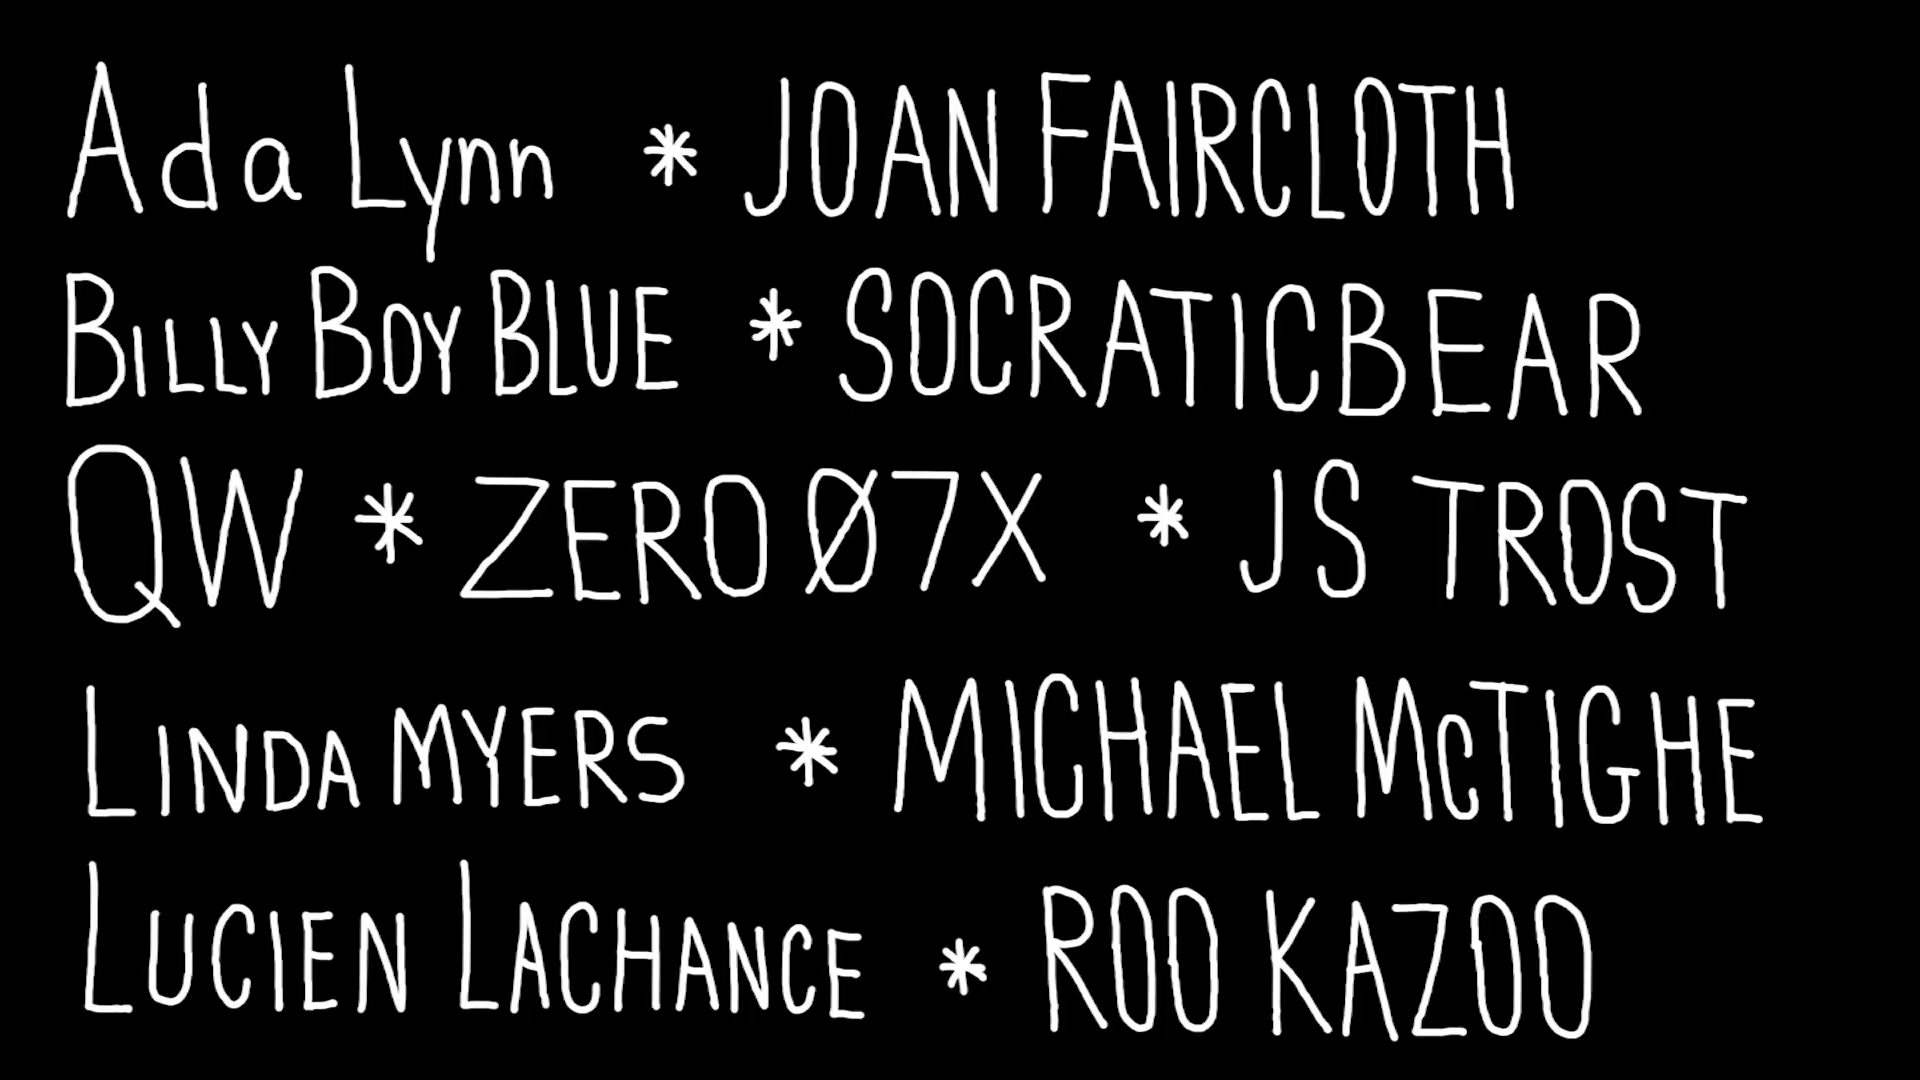 Ada Lynn * JOAN FAIRCLOTH
BILLY BOY BLUE * SOCRATICBEAR
QW * ZERO Ø7X * JS TROST
LINDA MYERS * MICHAEL McTIGHE
LUCIEN LACHANCE * ROO KAZOO